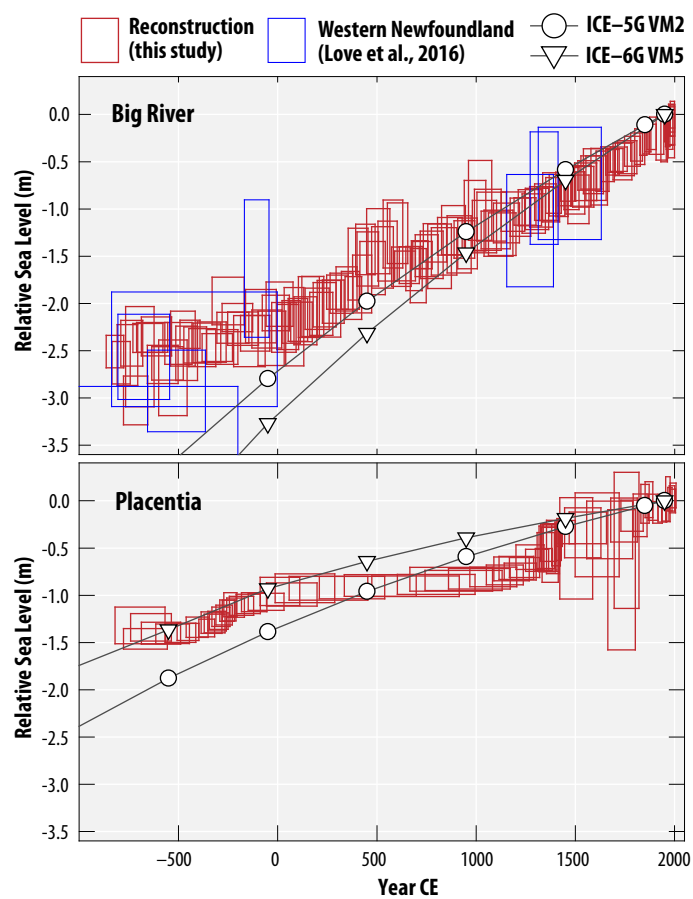 Reconstruction
(this study)
Western Newfoundland
(Love et al., 2016)
ICE–5G VM2
ICE–6G VM5
Big River
Relative Sea Level (m)
0.0
-0.5
-1.0
-1.5
-2.0
-2.5
-3.0
-3.5
Placentia
Relative Sea Level (m)
0.0
-0.5
-1.0
-1.5
-2.0
-2.5
-3.0
-3.5
−500
0
500
1000
1500
2000
Year CE